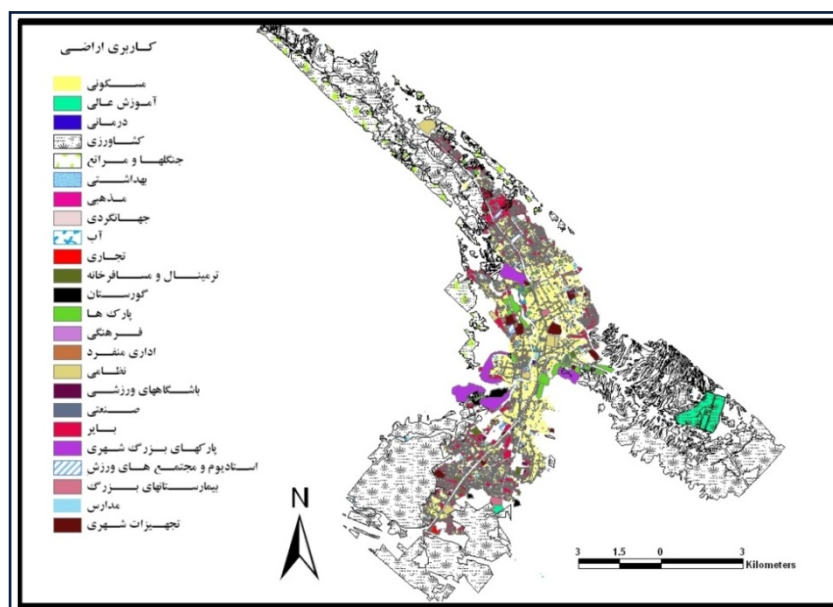 کاربری اراضی
مسکونی
آموزش عالی
درمانی
کشاورزی
جنگلها و مراتع
بهداشتی
مذهبی
جهانگردی
آب
تجاری
ترمینال و مسافرخانه
گورستان
پارک ها
فرهنگی
اداری منفرد
نظامی
باشگاههای ورزشی
صنعتی
بایر
پارکهای بزرگ شهری
استادیوم و مجتمع های ورزش
بیمارستانهای بزرگ
مدارس
تجهیزات شهری
N
3 1.5 0 3
Kilometers